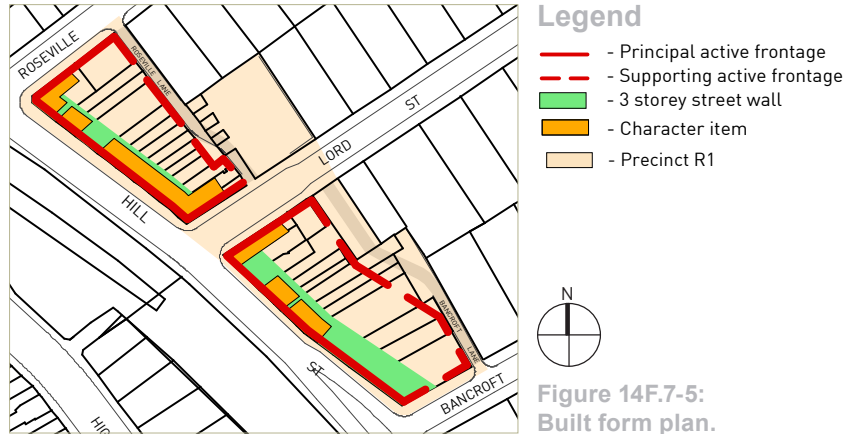 ROSEVILLE
ROSEVILLE LANE
LORD
ST
HILL
ST
BANCROFT LANE
BANCROFT
HIG
Legend
- Principal active frontage
- Supporting active frontage
- 3 storey street wall
- Character item
- Precinct R1
N
Figure 14F.7-5:
Built form plan.